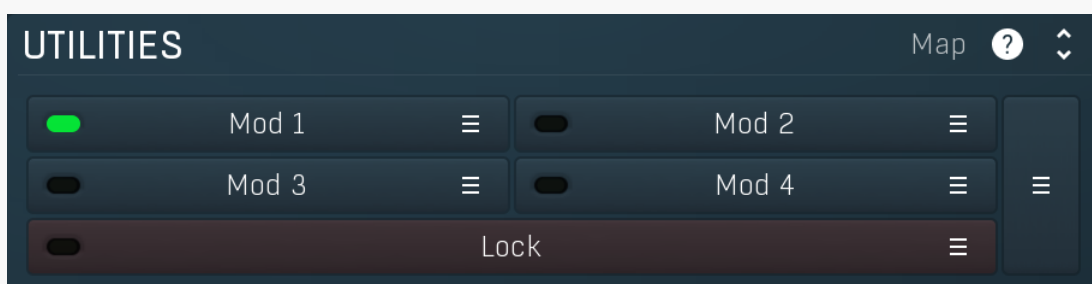 UTILITIES Map ?
Mod 1 Mod 2
Mod 3 Mod 4
Lock